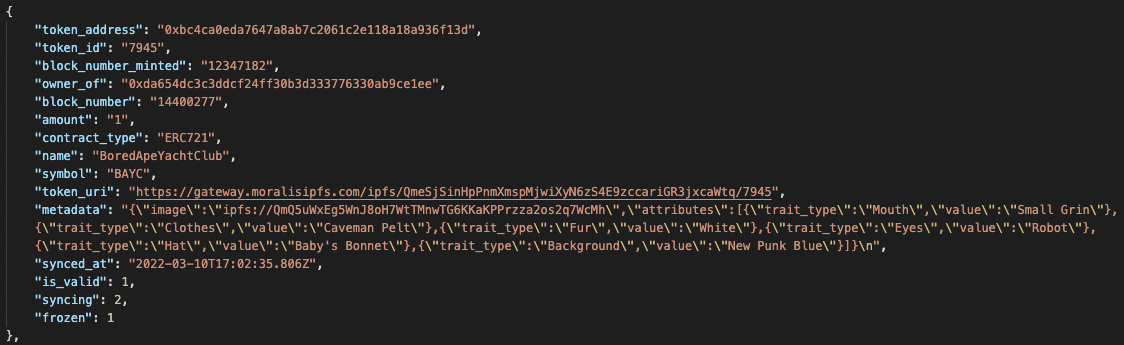 {
"token_address": "0xbc4ca0eda7647a8ab7c2061c2e118a18a936f13d",
"token_id": "7945",
"block_number_minted": "12347182",
"owner_of": "0xda654dc3c3ddcf24ff30b3d333776330ab9ce1ee",
"block_number": "14400277",
"amount": "1",
"contract_type": "ERC721",
"name": "BoredApeYachtClub",
"symbol": "BAYC",
"token_uri": "https://gateway.moralisipfs.com/ipfs/QmeSjSinHpPnmXmspMjwiXyN6zS4E9zccariGR3jxcaWtq/7945",
"metadata": "{\"image\":\"ipfs://QmQ5uWxEg5WnJ8oH7WtTMnwTG6KKaKPPrzza2os2q7WcMh\",\"attributes\":[{\"trait_type\":\"Mouth\",\"value\":\"Small Grin\"},
{\"trait_type\":\"Clothes\",\"value\":\"Caveman Pelt\"},{\"trait_type\":\"Fur\",\"value\":\"White\"},{\"trait_type\":\"Eyes\",\"value\":\"Robot\"},
{\"trait_type\":\"Hat\",\"value\":\"Baby's Bonnet\"},{\"trait_type\":\"Background\",\"value\":\"New Punk Blue\"}]}\n",
"synced_at": "2022-03-10T17:02:35.806Z",
"is_valid": 1,
"syncing": 2,
"frozen": 1
},